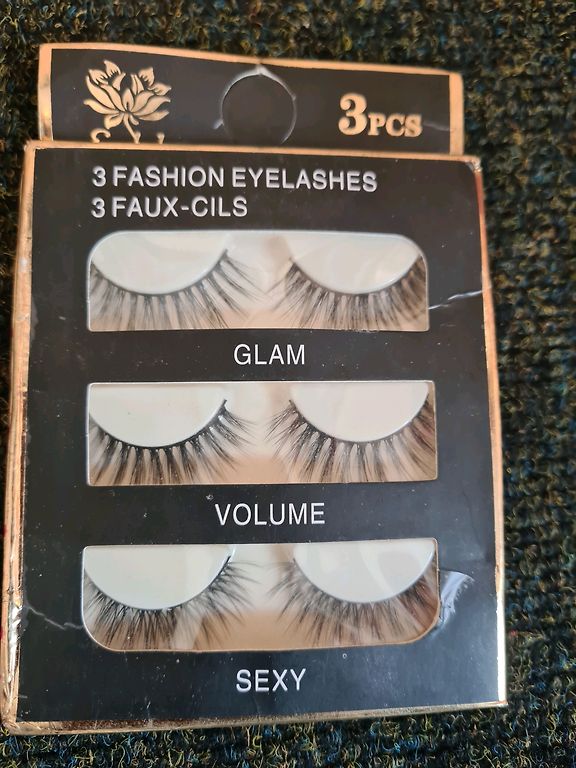 3PCS
3 FASHION EYELASHES
3 FAUX-CILS
GLAM
VOLUME
SEXY